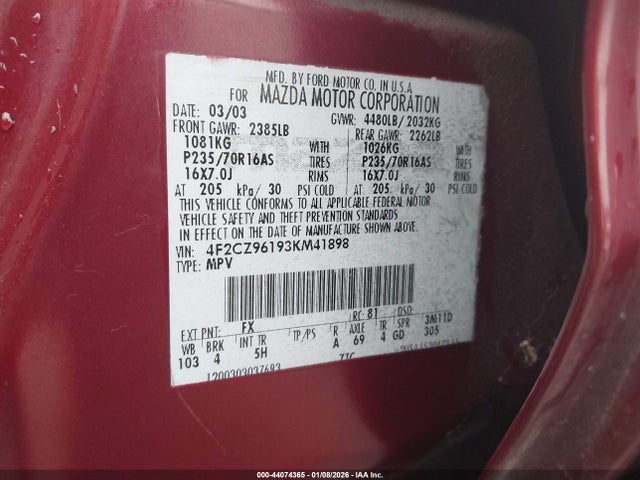 MFD. BY FORD MOTOR CO. IN U.S.A.
FOR MAZDA MOTOR CORPORATION
DATE: 03/03 GVWR: 4480LB/ 2032KG
FRONT GAWR: 2385LB REAR GAWR: 2262LB
1081KG WITH 1026KG WITH
P235/70R16AS TIRES P235/70R16AS TIRES
16X7.0J RIMS 16X7.0J RIMS
AT 205 kPa/ 30 PSI COLD AT 205 kPa/ 30 PSI COLD
THIS VEHICLE CONFORMS TO ALL APPLICABLE FEDERAL MOTOR
VEHICLE SAFETY AND THEFT PREVENTION STANDARDS
IN EFFECT ON THE DATE OF MANUFACTURE SHOWN ABOVE.
VIN: 4F2CZ96193KM41898
TYPE: MPV
EXT PNT: FX RC: 81 DSO:
WB BRK INT TR TP/PS R AXLE TR SPR 3M11D
103 4 5H A 69 4 GD 305
7TC
1200303037693
000-44074365 - 01/08/2026 - IAA Inc.